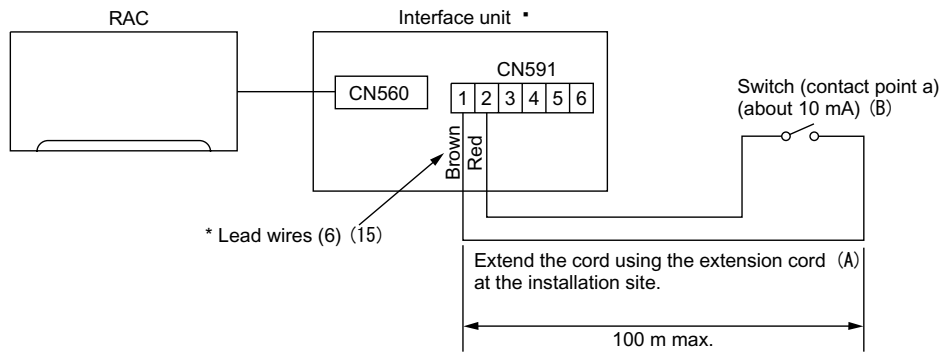 RAC
Interface unit
CN560
CN591
1 2 3 4 5 6
Brown
Red
Switch (contact point a)
(about 10 mA) (B)
* Lead wires (6) (15)
Extend the cord using the extension cord (A)
at the installation site.
100 m max.